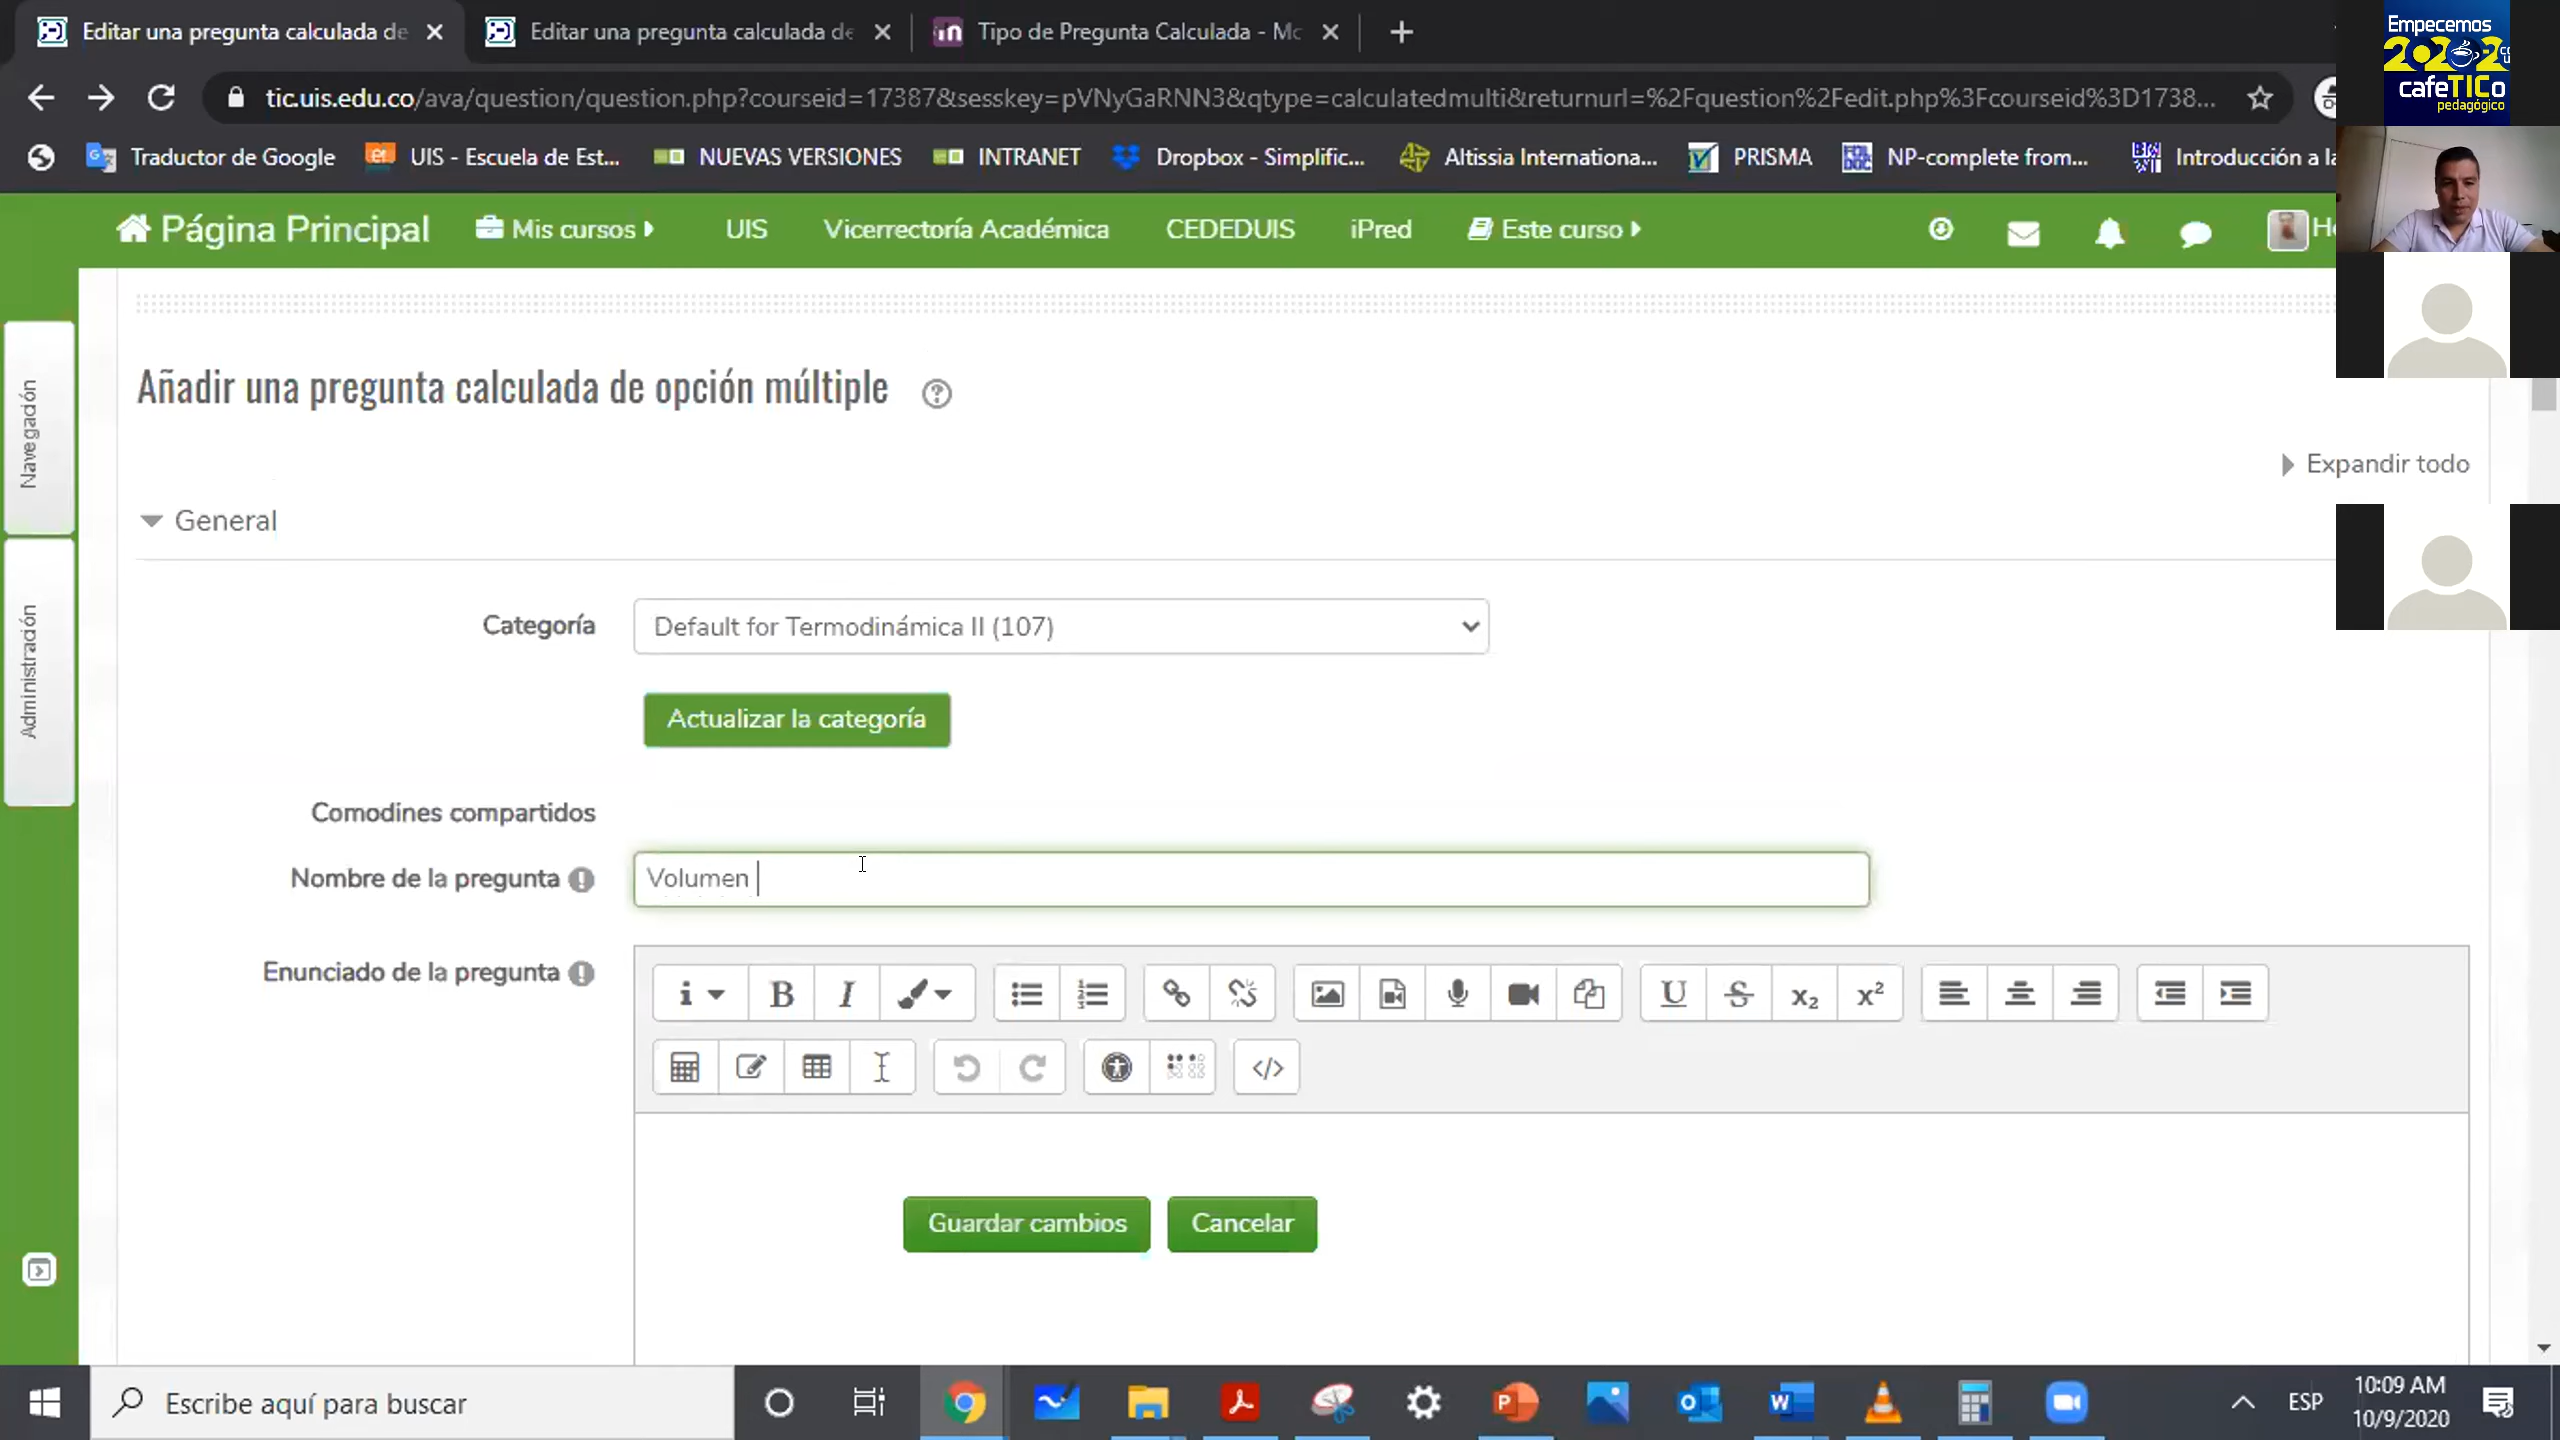 Editar una pregunta calculada de
Editar una pregunta calculada de
Tipo de Pregunta Calculada - Mo
Empecemos
2020-2 con
cafeTICo
pedagógico
tic.uis.edu.co/ava/question/question.php?courseid=17387&sesskey=pVNyGaRNN3&qtype=calculatedmulti&returnurl=%2Fquestion%2Fedit.php%3Fcourseid%3D1738...
Traductor de Google
UIS - Escuela de Est...
NUEVAS VERSIONES
INTRANET
Dropbox - Simplific...
Altissia Internationa...
PRISMA
NP-complete from...
Introducción a la
Página Principal
Mis cursos
UIS
Vicerrectoría Académica
CEDEDUIS
iPred
Este curso
Navegación
Administración
Añadir una pregunta calculada de opción múltiple
Expandir todo
General
Categoría
Default for Termodinámica II (107)
Actualizar la categoría
Comodines compartidos
Nombre de la pregunta
Volumen
Enunciado de la pregunta
Guardar cambios
Cancelar
Escribe aquí para buscar
ESP
10:09 AM
10/9/2020